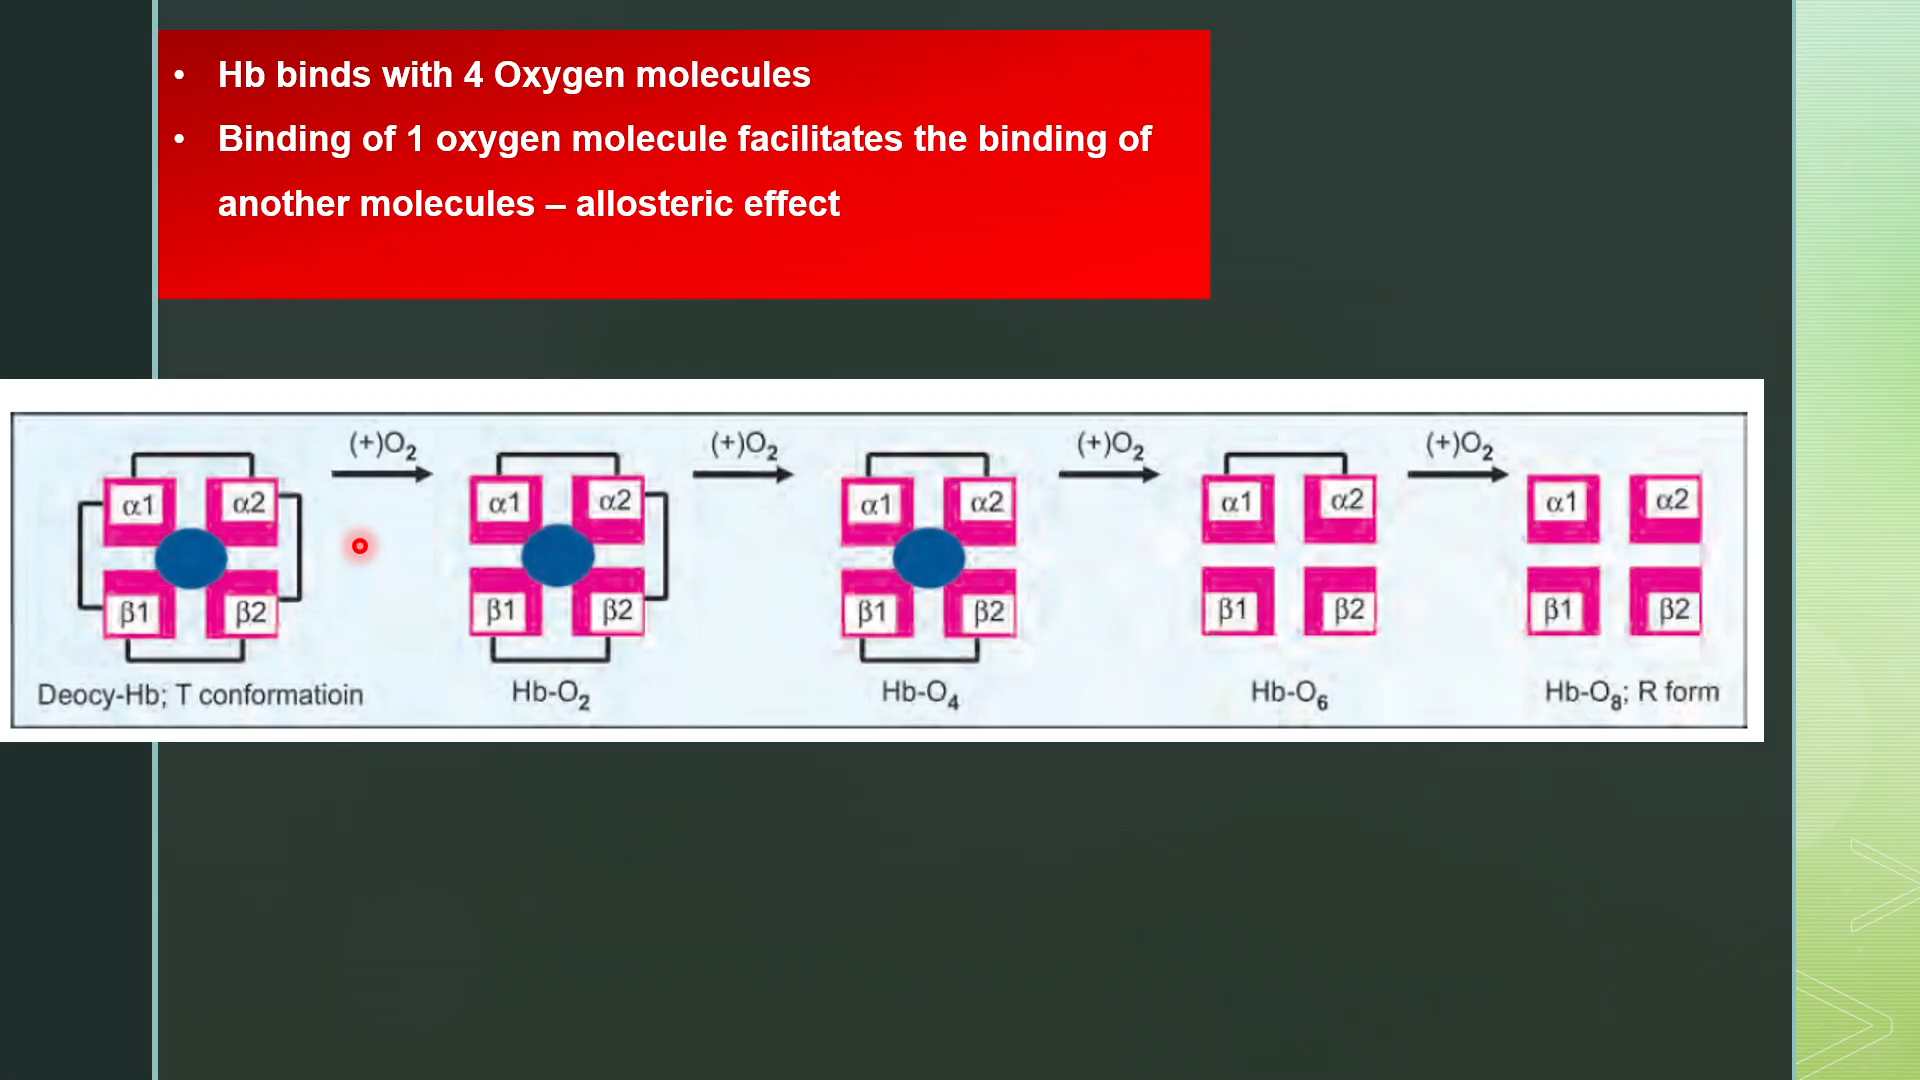 • Hb binds with 4 Oxygen molecules
• Binding of 1 oxygen molecule facilitates the binding of
another molecules – allosteric effect
(+)O₂ (+)O₂ (+)O₂ (+)O₂
α1 α2 α1 α2 α1 α2 α1 α2 α1 α2
β1 β2 β1 β2 β1 β2 β1 β2 β1 β2
Deocy-Hb; T conformatioin Hb-O₂ Hb-O₄ Hb-O₆ Hb-O₈; R form